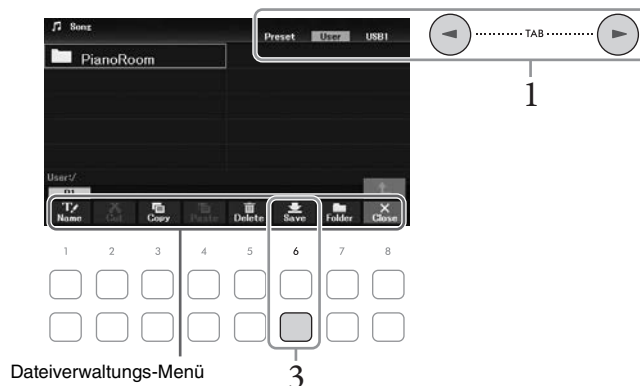 Song
Preset User USB1
TAB
PianoRoom
1
User:/
P1
Name Cut Copy Paste Delete Save Folder Close
1 2 3 4 5 6 7 8
Dateiverwaltungs-Menü
3